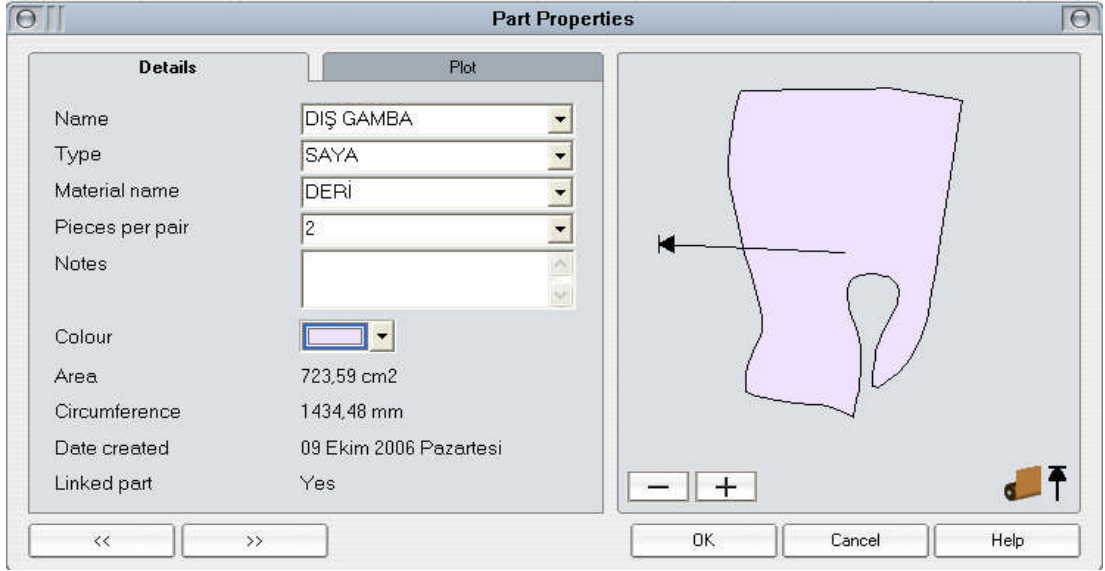 Part Properties
Details Plot
Name DIŞ GAMBA
Type SAYA
Material name DERİ
Pieces per pair 2
Notes
Colour
Area 723,59 cm2
Circumference 1434,48 mm
Date created 09 Ekim 2006 Pazartesi
Linked part Yes
<< >> OK Cancel Help